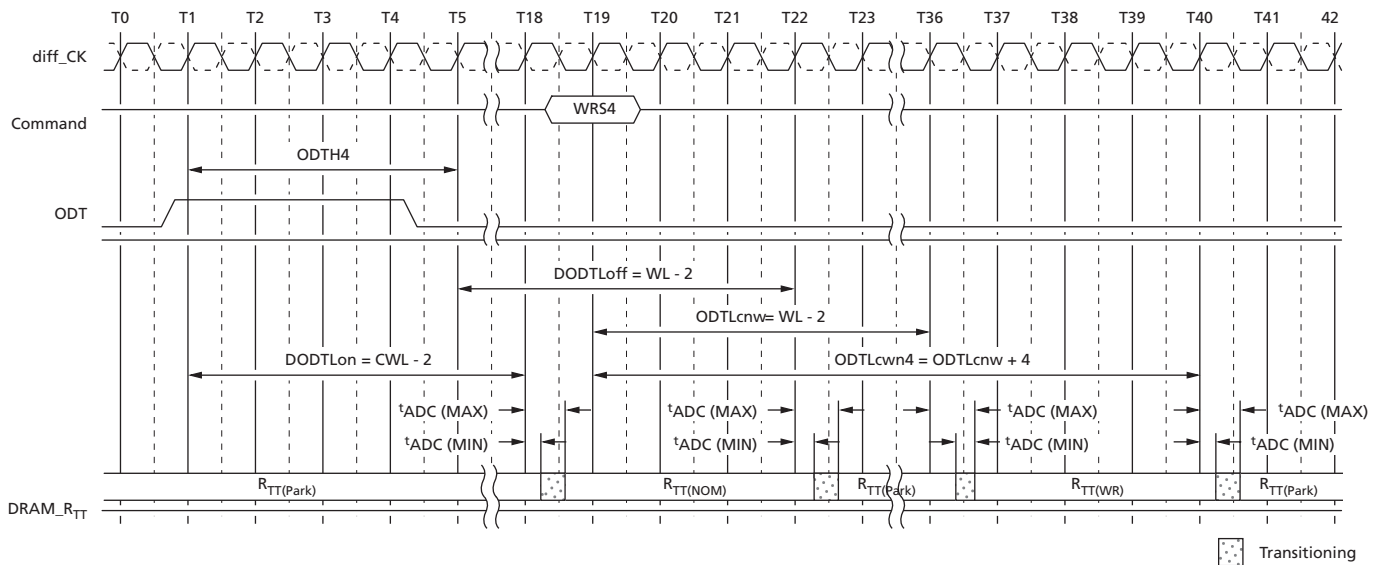 T0 T1 T2 T3 T4 T5 T18 T19 T20 T21 T22 T23 T36 T37 T38 T39 T40 T41 42
diff_CK
Command WRS4
ODTH4
ODT
DODTLoff = WL - 2
ODTLcnw= WL - 2
DODTLon = CWL - 2 ODTLcwn4 = ODTLcnw + 4
tADC (MAX) tADC (MAX) tADC (MAX) tADC (MAX)
tADC (MIN) tADC (MIN) tADC (MIN) tADC (MIN)
RTT(Park) RTT(NOM) RTT(Park) RTT(WR) RTT(Park)
DRAM_RTT
Transitioning